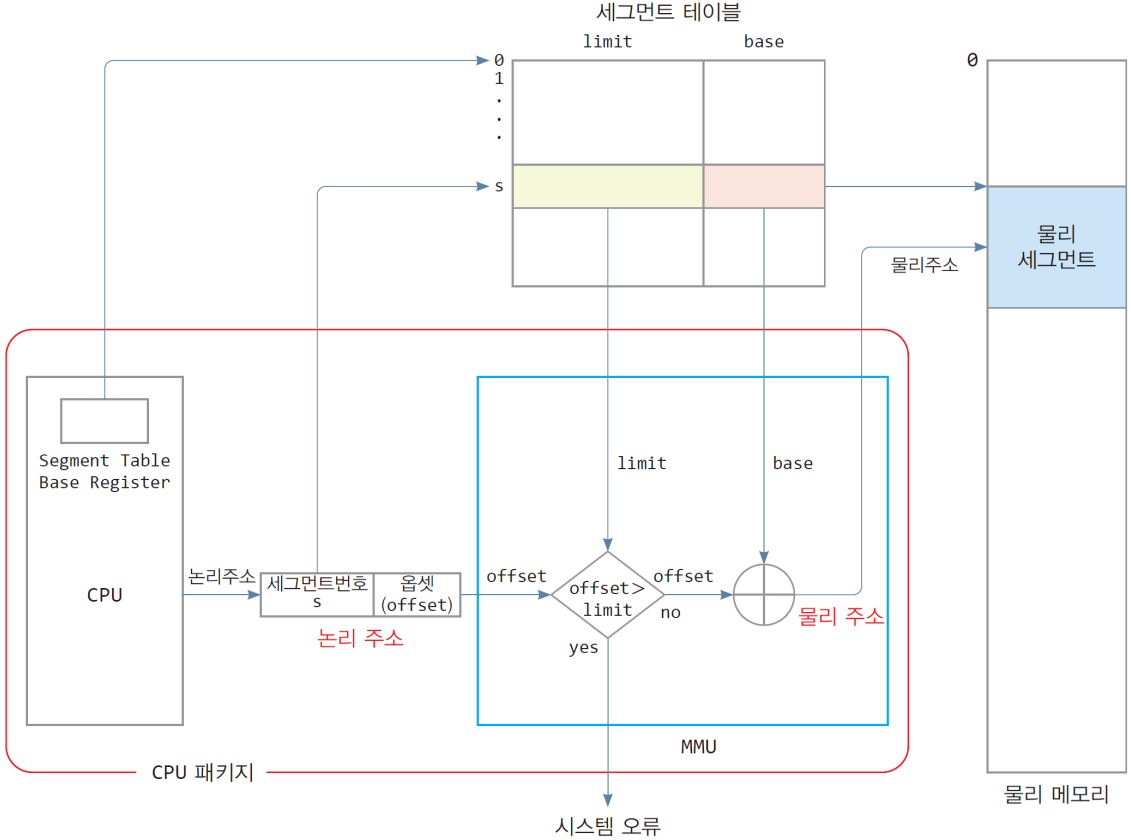 세그먼트 테이블
limit
base
0
1
.
.
.
s
0
물리
세그먼트
물리주소
Segment Table
Base Register
CPU
논리주소
세그먼트번호
s
옵셋
(offset)
논리 주소
offset
limit
base
offset>
limit
offset
no
yes
물리 주소
MMU
CPU 패키지
시스템 오류
물리 메모리